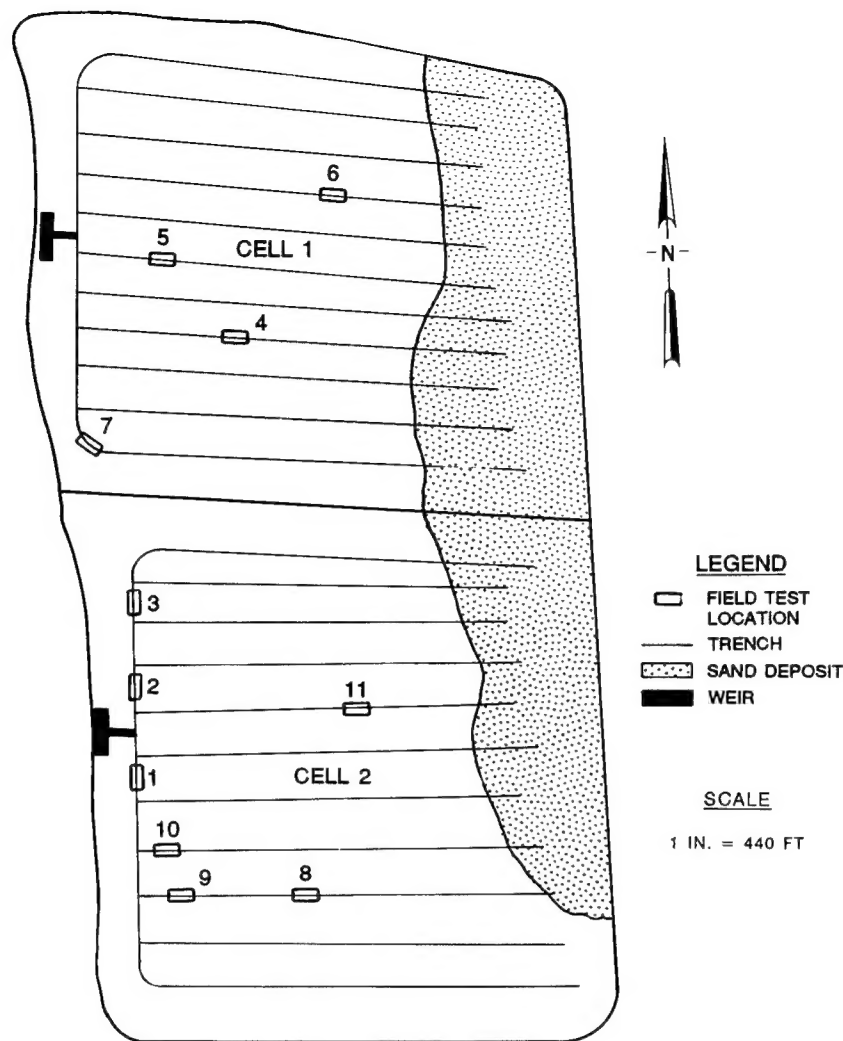 6
5
CELL 1
4
7
-N-
3
2
11
1
CELL 2
10
9
8
LEGEND
FIELD TEST
LOCATION
TRENCH
SAND DEPOSIT
WEIR
SCALE
1 IN. = 440 FT